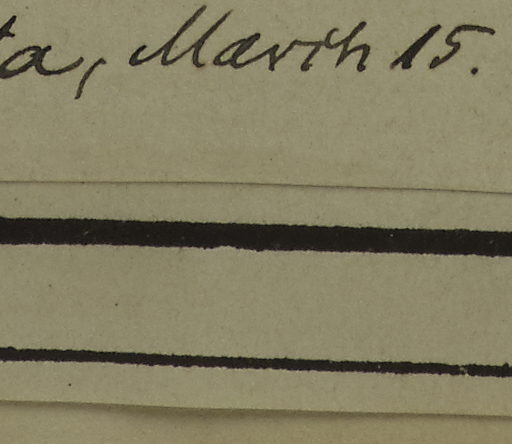 ta, March 15.